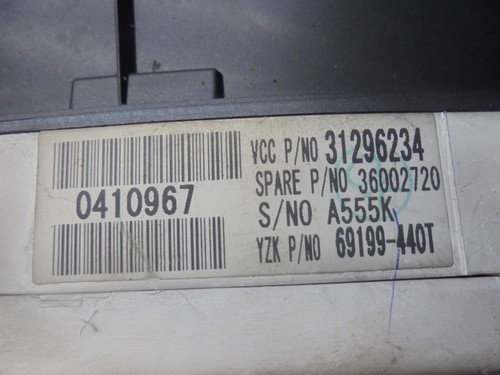 0410967
VCC P/NO 31296234
SPARE P/NO 36002720
S/NO A555K
YZK P/NO 69199-440T